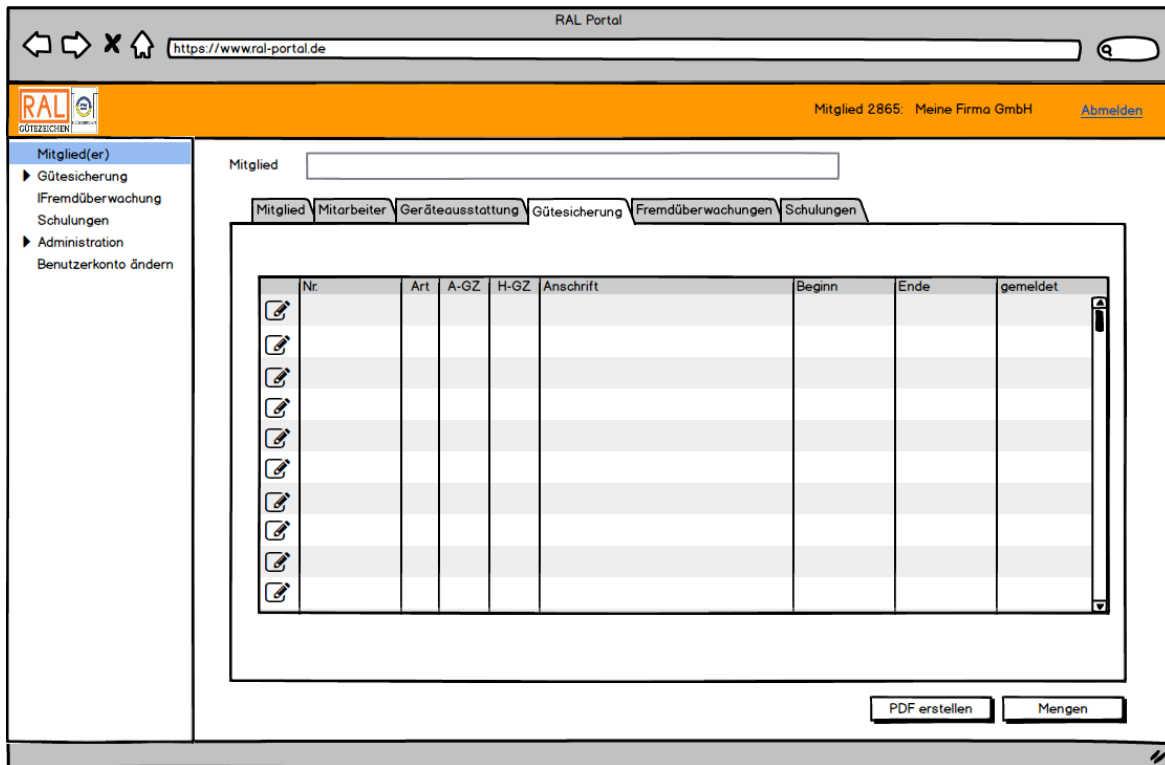 RAL Portal
https://www.ral-portal.de
RAL
GÜTEZEICHEN
Mitglied 2865: Meine Firma GmbH
Abmelden
Mitglied(er)
Gütesicherung
IFremdüberwachung
Schulungen
Administration
Benutzerkonto ändern
Mitglied
Mitglied Mitarbeiter Geräteausstattung Gütesicherung Fremdüberwachungen Schulungen
Nr. Art A-GZ H-GZ Anschrift Beginn Ende gemeldet
PDF erstellen Mengen